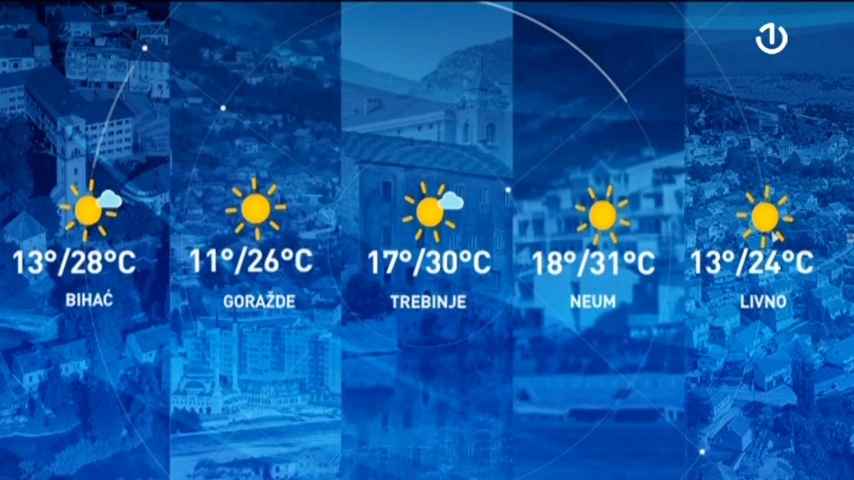 13°/28°C
BIHAĆ
11°/26°C
GORAŽDE
17°/30°C
TREBINJE
18°/31°C
NEUM
13°/24°C
LIVNO